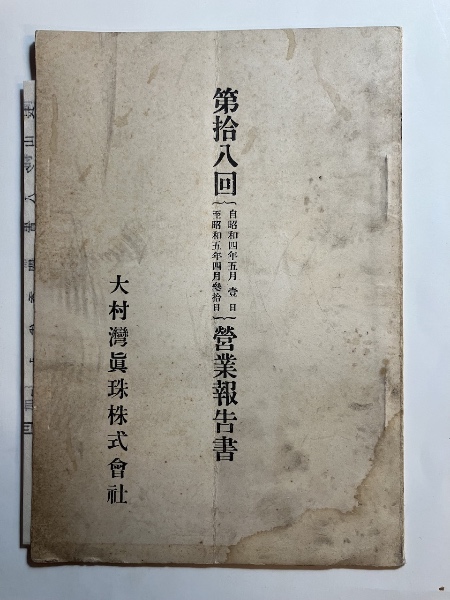 第拾八回
自昭和四年五月壹日
至昭和五年四月參拾日
營業報告書
大村灣眞珠株式會社